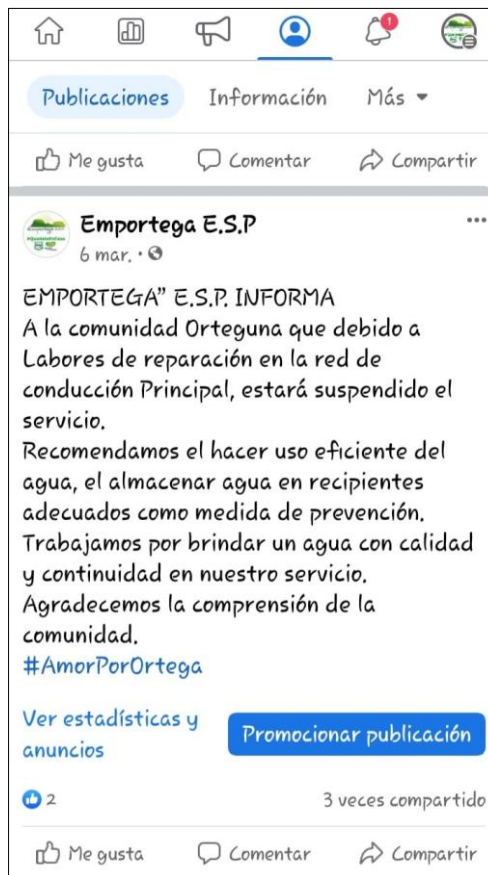 1
Publicaciones Información Más
Me gusta Comentar Compartir
Emportega E.S.P
6 mar.
EMPORTEGA” E.S.P. INFORMA
A la comunidad Orteguna que debido a
Labores de reparación en la red de
conducción Principal, estará suspendido el
servicio.
Recomendamos el hacer uso eficiente del
agua, el almacenar agua en recipientes
adecuados como medida de prevención.
Trabajamos por brindar un agua con calidad
y continuidad en nuestro servicio.
Agradecemos la comprensión de la
comunidad.
#AmorPorOrtega
Ver estadísticas y
anuncios
Promocionar publicación
2 3 veces compartido
Me gusta Comentar Compartir